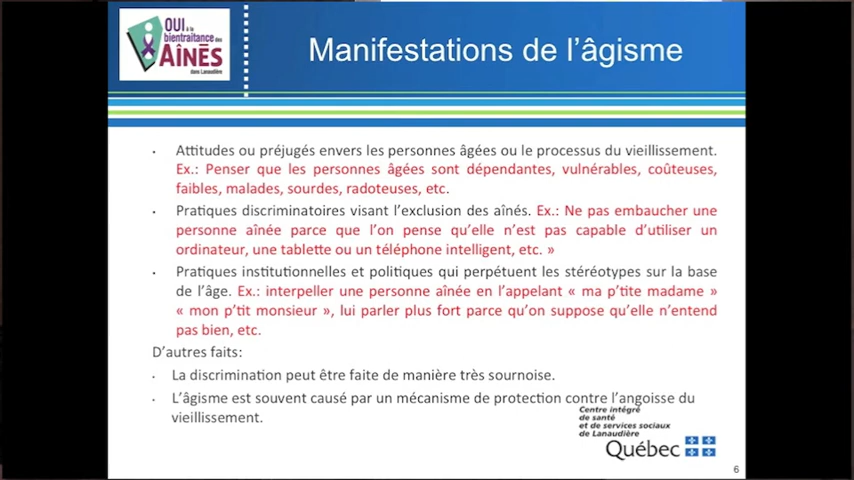 OUI à la
bientraitance des
AÎNÉS
dans Lanaudière
Manifestations de l'âgisme
• Attitudes ou préjugés envers les personnes âgées ou le processus du vieillissement.
Ex.: Penser que les personnes âgées sont dépendantes, vulnérables, coûteuses,
faibles, malades, sourdes, radoteuses, etc.
• Pratiques discriminatoires visant l'exclusion des aînés. Ex.: Ne pas embaucher une
personne aînée parce que l'on pense qu'elle n'est pas capable d'utiliser un
ordinateur, une tablette ou un téléphone intelligent, etc. »
• Pratiques institutionnelles et politiques qui perpétuent les stéréotypes sur la base
de l'âge. Ex.: interpeller une personne aînée en l'appelant « ma p'tite madame »
« mon p'tit monsieur », lui parler plus fort parce qu'on suppose qu'elle n'entend
pas bien, etc.
D'autres faits:
• La discrimination peut être faite de manière très sournoise.
• L'âgisme est souvent causé par un mécanisme de protection contre l'angoisse du
vieillissement.
Centre intégré
de santé
et de services sociaux
de Lanaudière
Québec
6